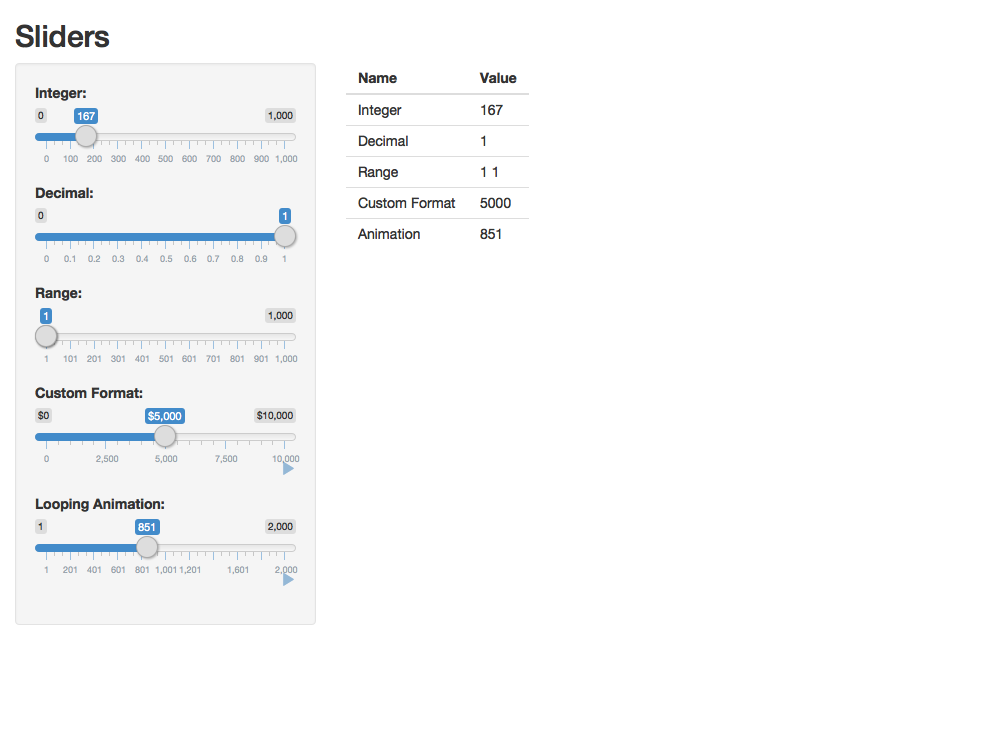 Sliders
Integer:
0 167 1,000
0 100 200 300 400 500 600 700 800 900 1,000
Decimal:
0 1
0 0.1 0.2 0.3 0.4 0.5 0.6 0.7 0.8 0.9 1
Range:
1 1,000
1 101 201 301 401 501 601 701 801 901 1,000
Custom Format:
$0 $5,000 $10,000
0 2,500 5,000 7,500 10,000
Looping Animation:
1 851 2,000
1 201 401 601 801 1,001 1,201 1,601 2,000
Name Value
Integer 167
Decimal 1
Range 1 1
Custom Format 5000
Animation 851